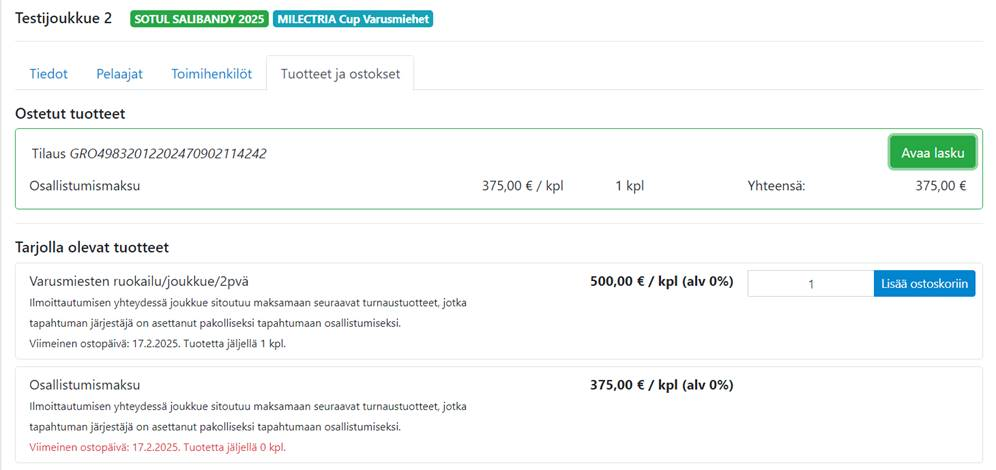 Testijoukkue 2 SOTUL SALIBANDY 2025 MILECTRIA Cup Varusmiehet
Tiedot Pelaajat Toimihenkilöt Tuotteet ja ostokset
Ostetut tuotteet
Tilaus GRO49832012202470902114242 Avaa lasku
Osallistumismaksu 375,00 € / kpl 1 kpl Yhteensä: 375,00 €
Tarjolla olevat tuotteet
Varusmiesten ruokailu/joukkue/2pvä 500,00 € / kpl (alv 0%) 1 Lisää ostoskoriin
Ilmoittautumisen yhteydessä joukkue sitoutuu maksamaan seuraavat turnaustuotteet, jotka
tapahtuman järjestäjä on asettanut pakolliseksi tapahtumaan osallistumiseksi.
Viimeinen ostopäivä: 17.2.2025. Tuotetta jäljellä 1 kpl.
Osallistumismaksu 375,00 € / kpl (alv 0%)
Ilmoittautumisen yhteydessä joukkue sitoutuu maksamaan seuraavat turnaustuotteet, jotka
tapahtuman järjestäjä on asettanut pakolliseksi tapahtumaan osallistumiseksi.
Viimeinen ostopäivä: 17.2.2025. Tuotetta jäljellä 0 kpl.